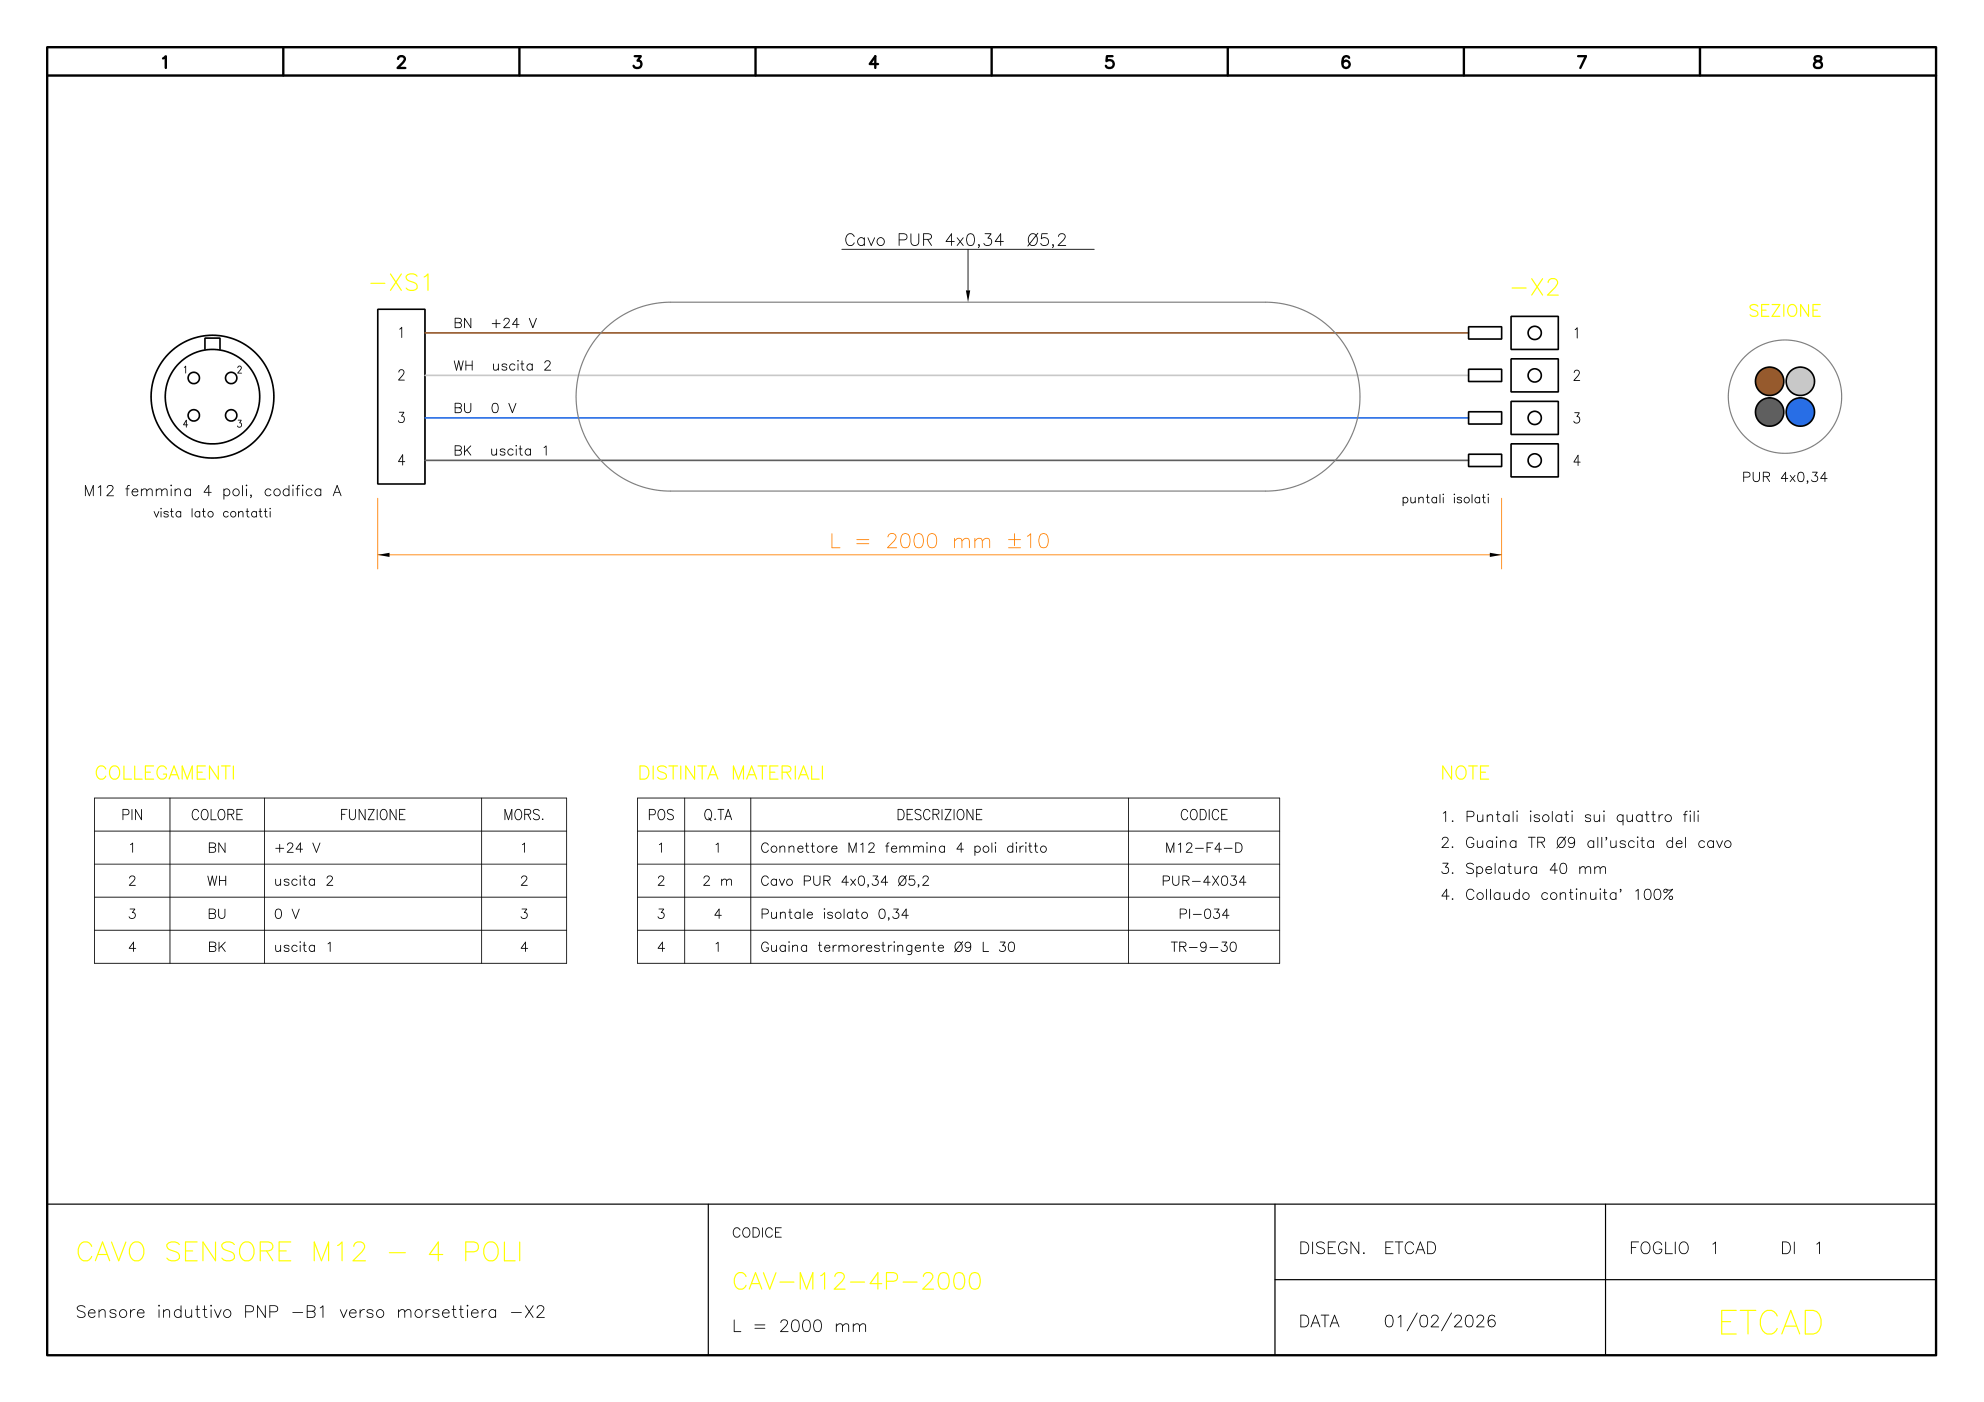 1 2 3 4 5 6 7 8
Cavo PUR 4x0,34 Ø5,2
-XS1
-X2
SEZIONE
1 BN +24 V 1
2 WH uscita 2 2
3 BU 0 V 3
4 BK uscita 1 4
1 2
4 3
M12 femmina 4 poli, codifica A
vista lato contatti
puntali isolati
PUR 4x0,34
L = 2000 mm ±10
COLLEGAMENTI
PIN COLORE FUNZIONE MORS.
1 BN +24 V 1
2 WH uscita 2 2
3 BU 0 V 3
4 BK uscita 1 4
DISTINTA MATERIALI
POS Q.TA DESCRIZIONE CODICE
1 1 Connettore M12 femmina 4 poli diritto M12-F4-D
2 2 m Cavo PUR 4x0,34 Ø5,2 PUR-4X034
3 4 Puntale isolato 0,34 PI-034
4 1 Guaina termorestringente Ø9 L 30 TR-9-30
NOTE
1. Puntali isolati sui quattro fili
2. Guaina TR Ø9 all'uscita del cavo
3. Spelatura 40 mm
4. Collaudo continuita' 100%
CAVO SENSORE M12 - 4 POLI
Sensore induttivo PNP -B1 verso morsettiera -X2
CODICE
CAV-M12-4P-2000
L = 2000 mm
DISEGN. ETCAD
DATA 01/02/2026
FOGLIO 1 DI 1
ETCAD